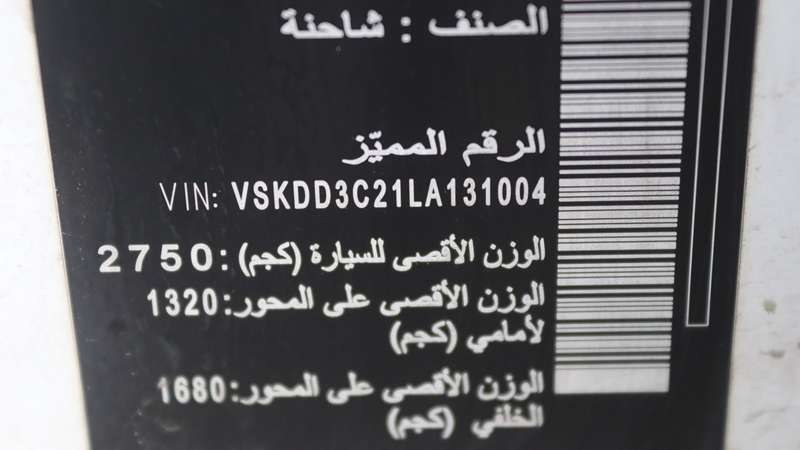 الصنف : شاحنة
الرقم المميّز
VIN: VSKDD3C21LA131004
الوزن الأقصى للسيارة (كجم):2750
الوزن الأقصى على المحور:1320
لأمامي (كجم)
الوزن الأقصى على المحور:1680
الخلفي (كجم)